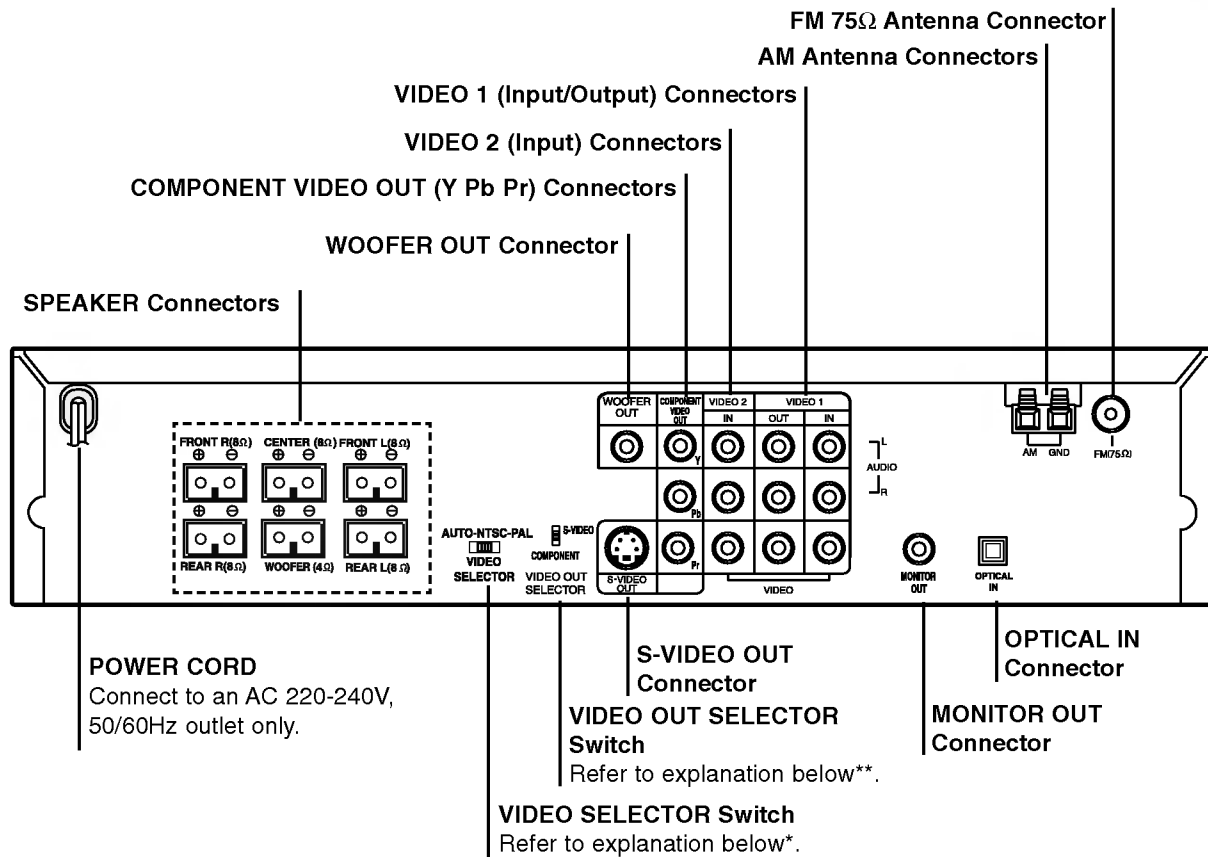 FM 75Ω Antenna Connector
AM Antenna Connectors
VIDEO 1 (Input/Output) Connectors
VIDEO 2 (Input) Connectors
COMPONENT VIDEO OUT (Y Pb Pr) Connectors
WOOFER OUT Connector
SPEAKER Connectors
WOOFER OUT
COMPONENT VIDEO OUT
VIDEO 2
VIDEO 1
IN
OUT
IN
FRONT R(8Ω)
CENTER (8Ω)
FRONT L(8Ω)
⊕ ⊖
⊕ ⊖
⊕ ⊖
Y
L
AUDIO
R
AM
GND
FM(75Ω)
⊕ ⊖
⊕ ⊖
⊕ ⊖
Pb
REAR R(8Ω)
WOOFER (4Ω)
REAR L(8Ω)
AUTO-NTSC-PAL
VIDEO
SELECTOR
S-VIDEO
COMPONENT
VIDEO OUT
SELECTOR
Pr
S-VIDEO
OUT
VIDEO
MONITOR
OUT
OPTICAL
IN
POWER CORD
Connect to an AC 220-240V,
50/60Hz outlet only.
S-VIDEO OUT
Connector
OPTICAL IN
Connector
VIDEO OUT SELECTOR
Switch
Refer to explanation below**.
MONITOR OUT
Connector
VIDEO SELECTOR Switch
Refer to explanation below*.